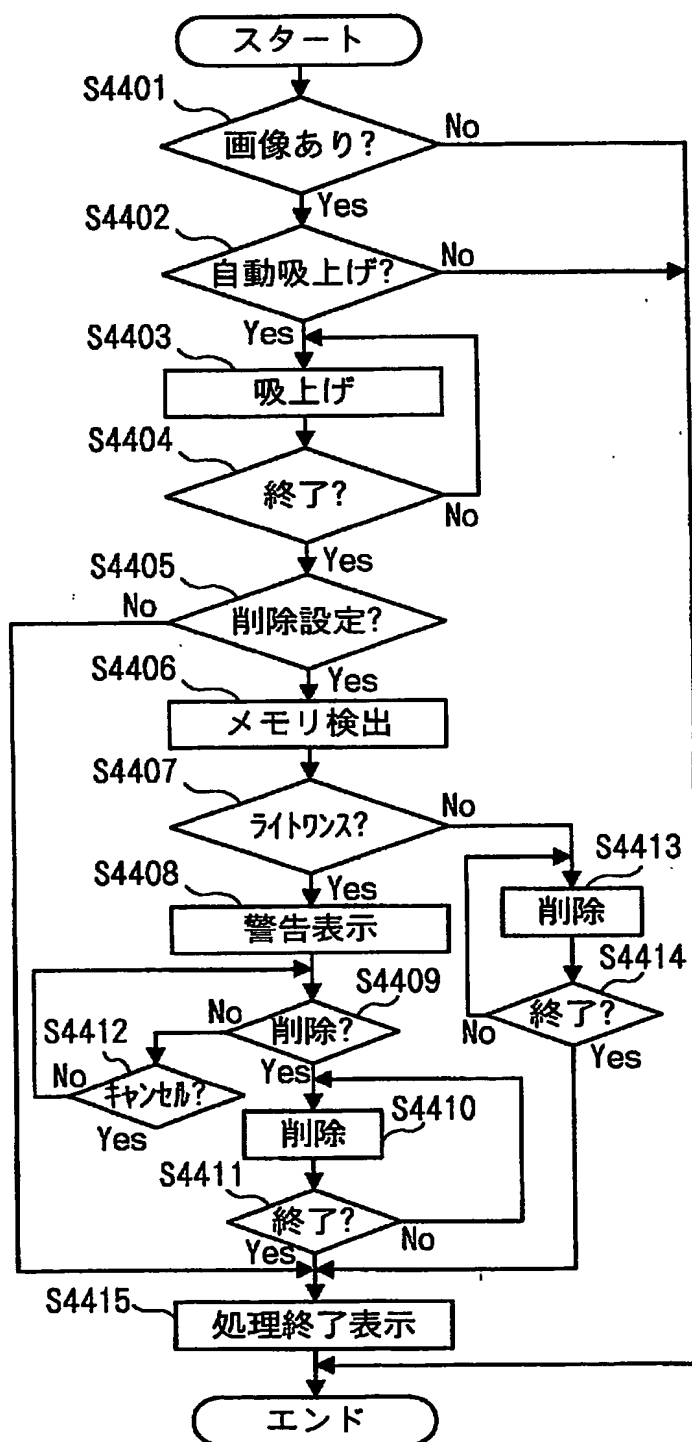 スタート
S4401
画像あり?
No
Yes
S4402
自動吸上げ?
No
Yes
S4403
吸上げ
S4404
終了?
No
Yes
S4405
No
削除設定?
Yes
S4406
メモリ検出
S4407
ライトワンス?
No
Yes
S4413
削除
S4408
警告表示
S4414
終了?
No
Yes
S4409
No
削除?
Yes
S4412
No
キャンセル?
Yes
S4410
削除
S4411
終了?
No
Yes
S4415
処理終了表示
エンド